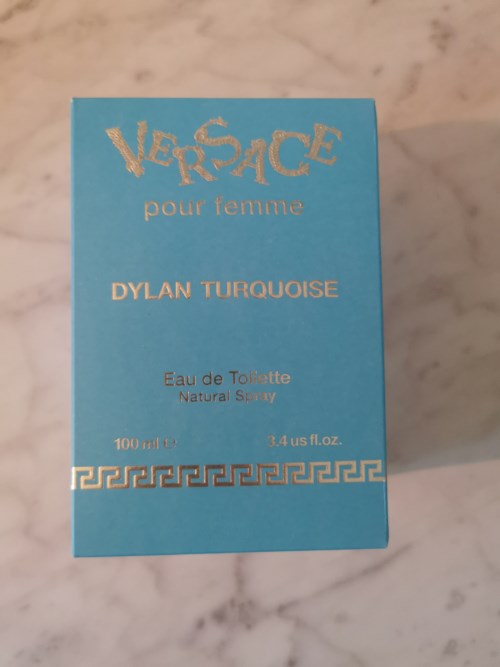 VERSACE
pour femme
DYLAN TURQUOISE
Eau de Toilette
Natural Spray
100 ml ℮ 3.4 us fl.oz.